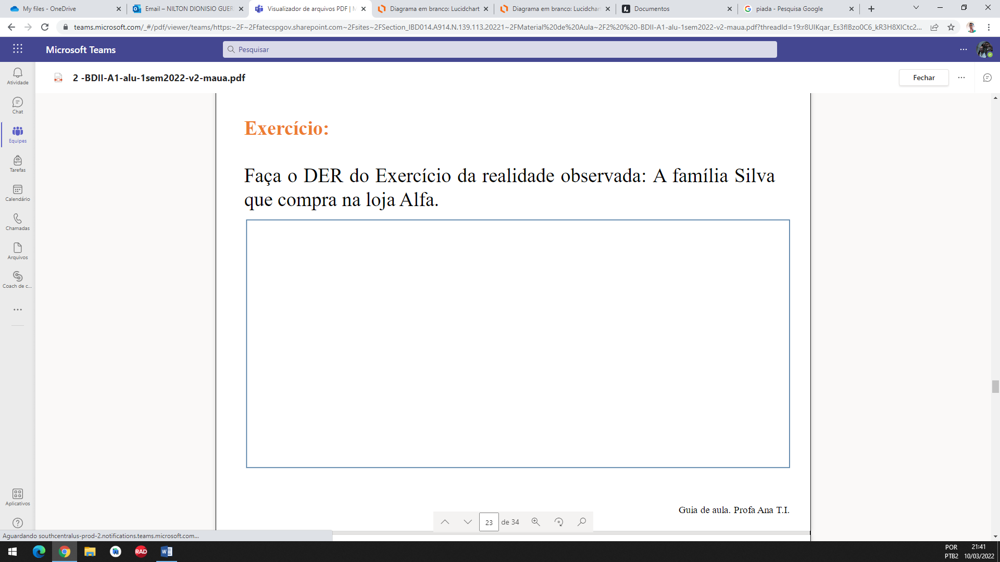 My files - OneDrive
Email – NILTON DIONISIO GUER
Visualizador de arquivos PDF | M
Diagrama em branco: Lucidchart
Diagrama em branco: Lucidchart
Documentos
piada - Pesquisa Google
teams.microsoft.com/_#/pdf/viewer/teams/https:~2F~2Ffatecspgov.sharepoint.com~2Fsites~2FSection_IBD014.A914.N.139.113.20221~2FMaterial%20de%20Aula~2F2%20%20-BDII-A1-alu-1sem2022-v2-maua.pdf?threadId=19:r8UIKqar_Es3fIBzo0C6_kR3H8XICtc2...
Microsoft Teams
Pesquisar
2 -BDII-A1-alu-1sem2022-v2-maua.pdf
Fechar
Atividade
Chat
Equipes
Tarefas
Calendário
Chamadas
Arquivos
Coach de c...
Aplicativos
Exercício:
Faça o DER do Exercício da realidade observada: A família Silva
que compra na loja Alfa.
Guia de aula. Profa Ana T.I.
23 de 34
Aguardando southcentralus-prod-2.notifications.teams.microsoft.com...
RAD
POR
PTB2
21:41
10/03/2022